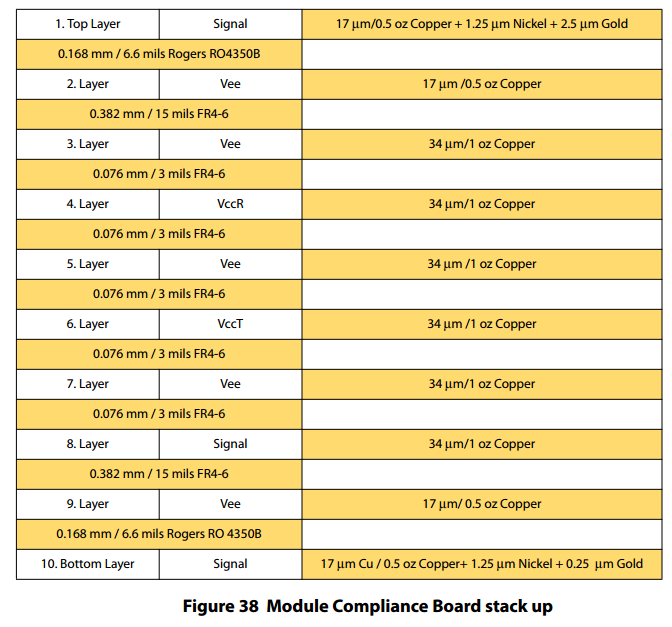 1. Top Layer Signal 17 μm/0.5 oz Copper + 1.25 μm Nickel + 2.5 μm Gold
0.168 mm / 6.6 mils Rogers RO4350B
2. Layer Vee 17 μm /0.5 oz Copper
0.382 mm / 15 mils FR4-6
3. Layer Vee 34 μm/1 oz Copper
0.076 mm / 3 mils FR4-6
4. Layer VccR 34 μm/1 oz Copper
0.076 mm / 3 mils FR4-6
5. Layer Vee 34 μm /1 oz Copper
0.076 mm / 3 mils FR4-6
6. Layer VccT 34 μm /1 oz Copper
0.076 mm / 3 mils FR4-6
7. Layer Vee 34 μm/1 oz Copper
0.076 mm / 3 mils FR4-6
8. Layer Signal 34 μm/1 oz Copper
0.382 mm / 15 mils FR4-6
9. Layer Vee 17 μm/ 0.5 oz Copper
0.168 mm / 6.6 mils Rogers RO 4350B
10. Bottom Layer Signal 17 μm Cu / 0.5 oz Copper+ 1.25 μm Nickel + 0.25 μm Gold
Figure 38 Module Compliance Board stack up